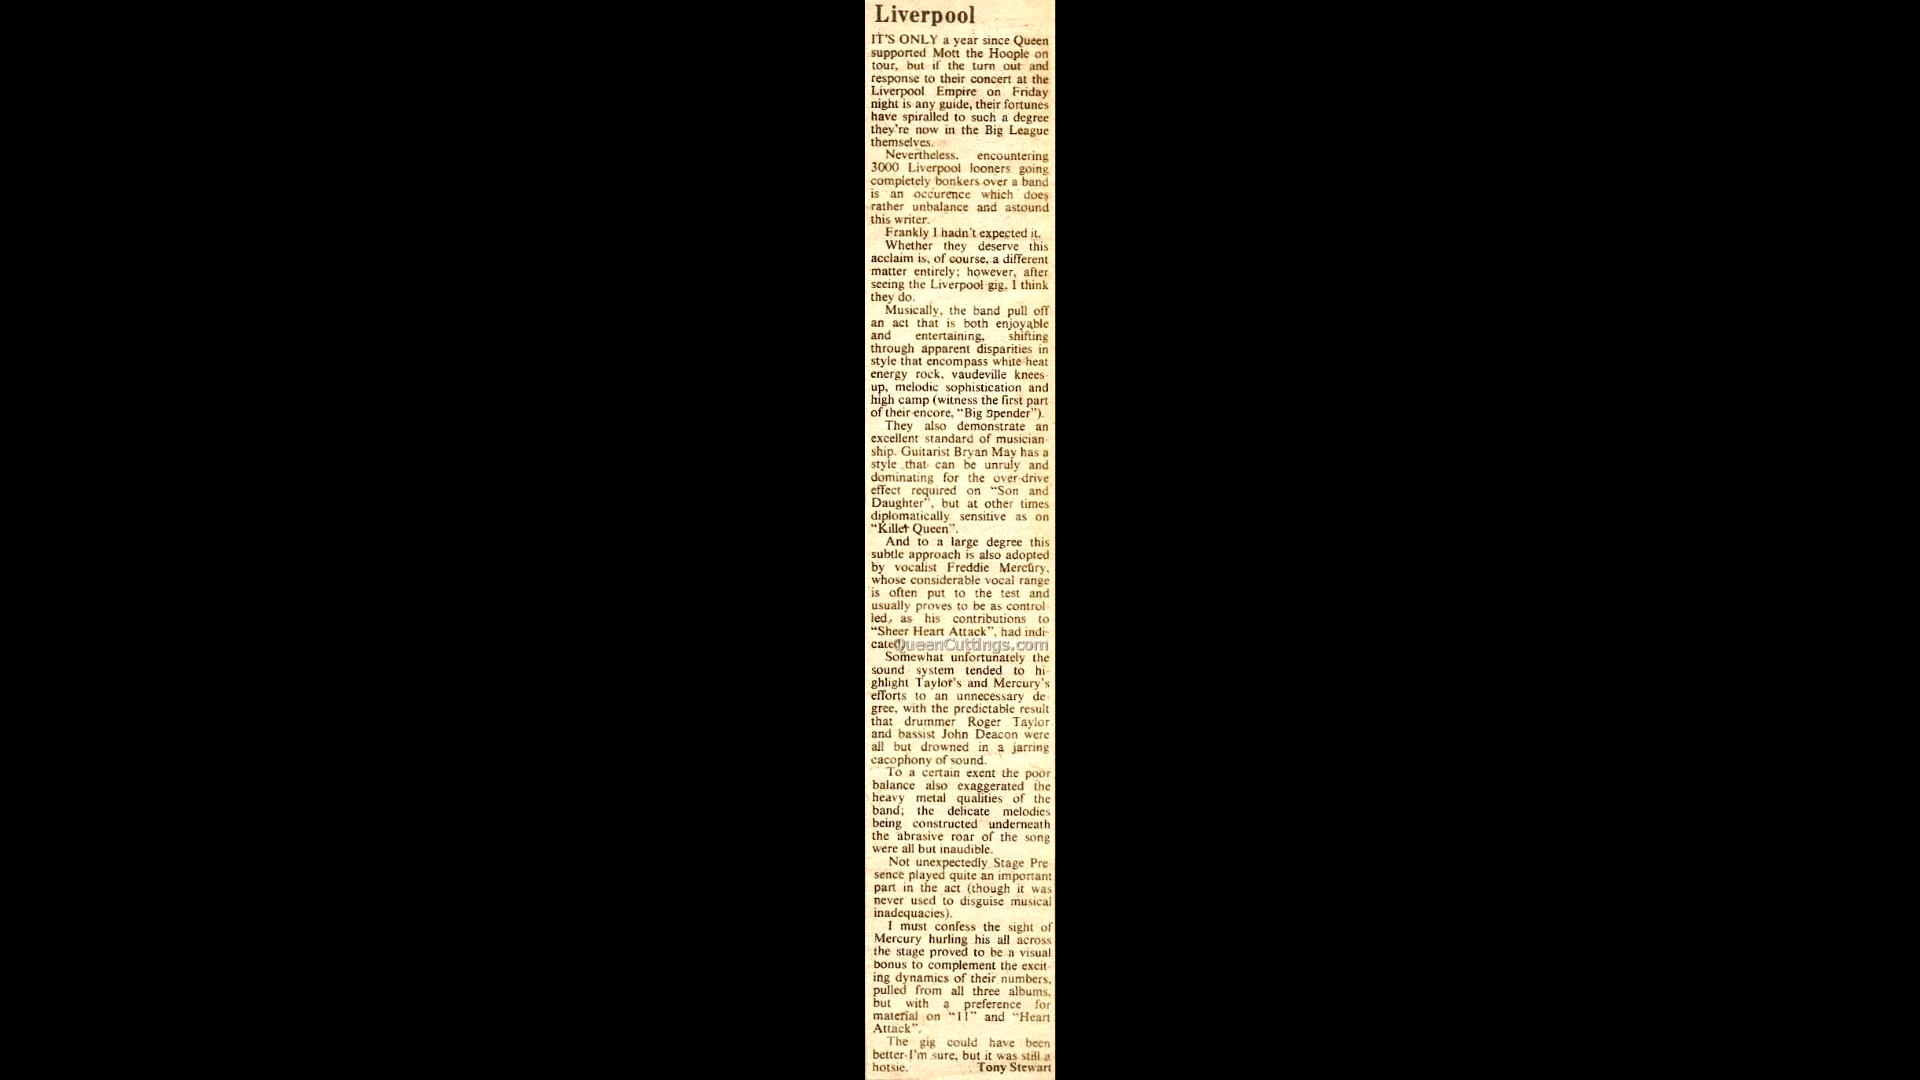 Liverpool
IT'S ONLY a year since Queen
supported Mott the Hoople on
tour, but if the turn out and
response to their concert at the
Liverpool Empire on Friday
night is any guide, their fortunes
have spiralled to such a degree
they're now in the Big League
themselves.
Nevertheless, encountering
3000 Liverpool looners going
completely bonkers over a band
is an occurence which does
rather unbalance and astound
this writer.
Frankly I hadn't expected it.
Whether they deserve this
acclaim is, of course, a different
matter entirely; however, after
seeing the Liverpool gig, I think
they do.
Musically, the band pull off
an act that is both enjoyable
and entertaining, shifting
through apparent disparities in
style that encompass white heat
energy rock, vaudeville knees-
up, melodic sophistication and
high camp (witness the first part
of their encore, "Big Spender").
They also demonstrate an
excellent standard of musician-
ship. Guitarist Bryan May has a
style that can be unruly and
dominating for the over-drive
effect required on "Son and
Daughter", but at other times
diplomatically sensitive as on
"Killer Queen".
And to a large degree this
subtle approach is also adopted
by vocalist Freddie Mercury,
whose considerable vocal range
is often put to the test and
usually proves to be as control-
led, as his contributions to
"Sheer Heart Attack", had indi-
cated.
QueenCuttings.com
Somewhat unfortunately the
sound system tended to hi-
ghlight Taylor's and Mercury's
efforts to an unnecessary de-
gree, with the predictable result
that drummer Roger Taylor
and bassist John Deacon were
all but drowned in a jarring
cacophony of sound.
To a certain exent the poor
balance also exaggerated the
heavy metal qualities of the
band; the delicate melodies
being constructed underneath
the abrasive roar of the song
were all but inaudible.
Not unexpectedly Stage Pre-
sence played quite an important
part in the act (though it was
never used to disguise musical
inadequacies).
I must confess the sight of
Mercury hurling his all across
the stage proved to be a visual
bonus to complement the excit-
ing dynamics of their numbers,
pulled from all three albums,
but with a preference for
material on "11" and "Heart
Attack".
The gig could have been
better I'm sure, but it was still a
hotsie. Tony Stewart